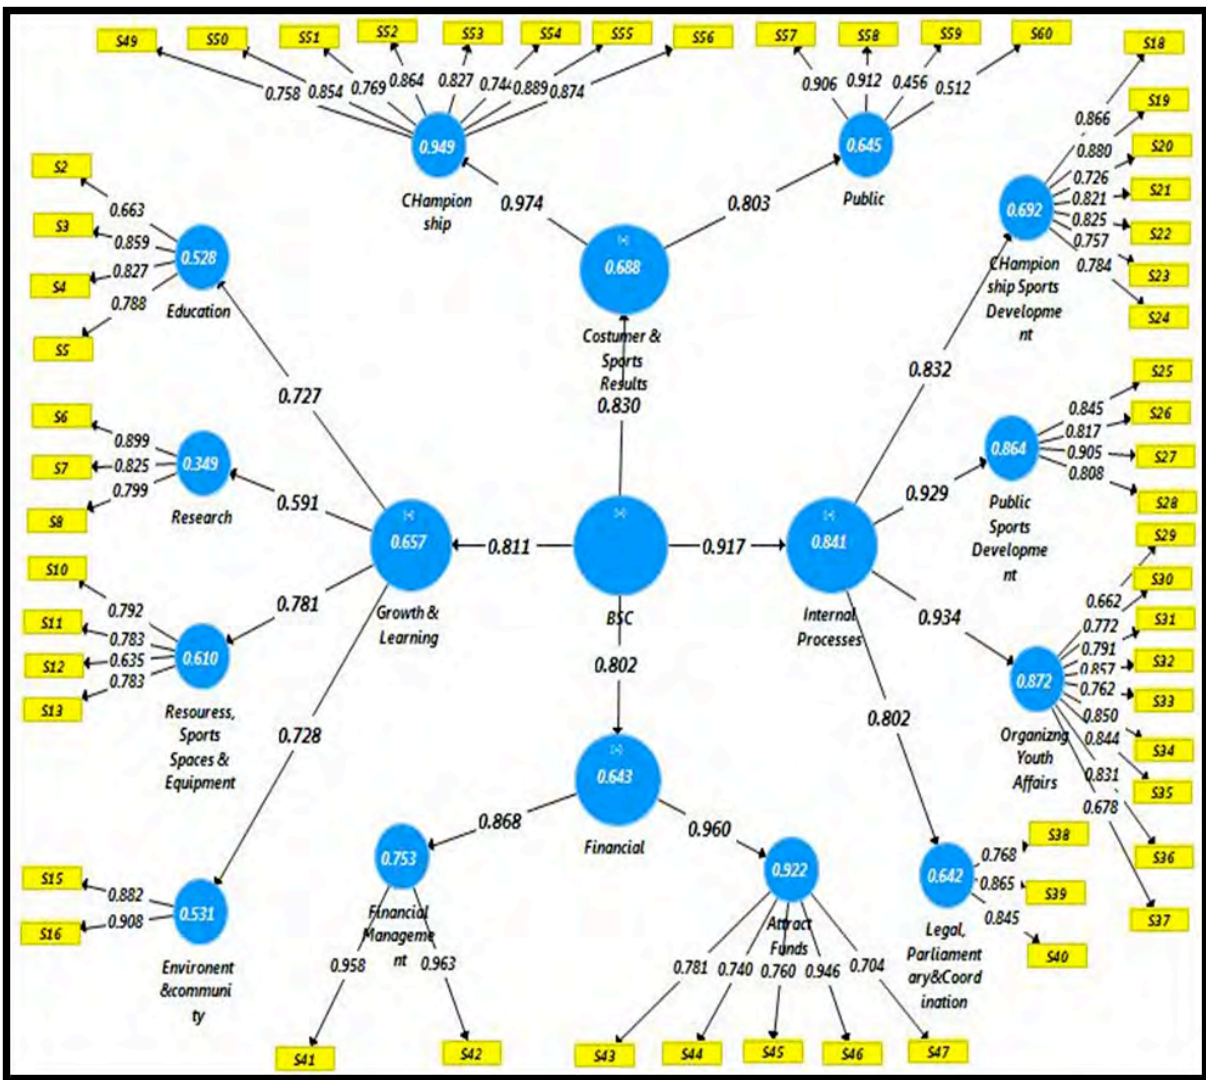 S49
S50
S51
S52
S53
S54
S55
S56
0.758
0.854
0.769
0.864
0.827
0.744
0.889
0.874
0.949
CHampion
ship
S57
S58
S59
S60
0.906
0.912
0.456
0.512
0.645
Public
0.974
0.803
[+]
0.688
Costumer &
Sports
Results
0.830
S2
S3
S4
S5
0.663
0.859
0.827
0.788
0.528
Education
0.727
S6
S7
S8
0.899
0.825
0.799
0.349
Research
0.591
[+]
0.657
Growth &
Learning
0.811
[+]
BSC
0.917
[+]
0.841
Internal
Processes
S10
S11
S12
S13
0.792
0.783
0.635
0.783
0.610
Resouress,
Sports
Spaces &
Equipment
0.781
0.728
S15
S16
0.882
0.908
0.531
Environent
&communi
ty
0.802
[+]
0.643
Financial
0.868
0.960
0.753
Financial
Manageme
nt
0.958
0.963
S41
S42
0.922
Attract
Funds
0.781
0.740
0.760
0.946
0.704
S43
S44
S45
S46
S47
S18
S19
S20
S21
S22
S23
S24
0.866
0.880
0.726
0.821
0.825
0.757
0.784
0.692
CHampion
ship Sports
Developme
nt
0.832
S25
S26
S27
S28
0.845
0.817
0.905
0.808
0.864
Public
Sports
Developme
nt
0.929
S29
S30
S31
S32
S33
S34
S35
S36
S37
0.662
0.772
0.791
0.857
0.762
0.850
0.844
0.831
0.678
0.872
Organizng
Youth
Affairs
0.934
0.802
S38
S39
S40
0.768
0.865
0.845
0.642
Legal,
Parliament
ary&Coord
ination